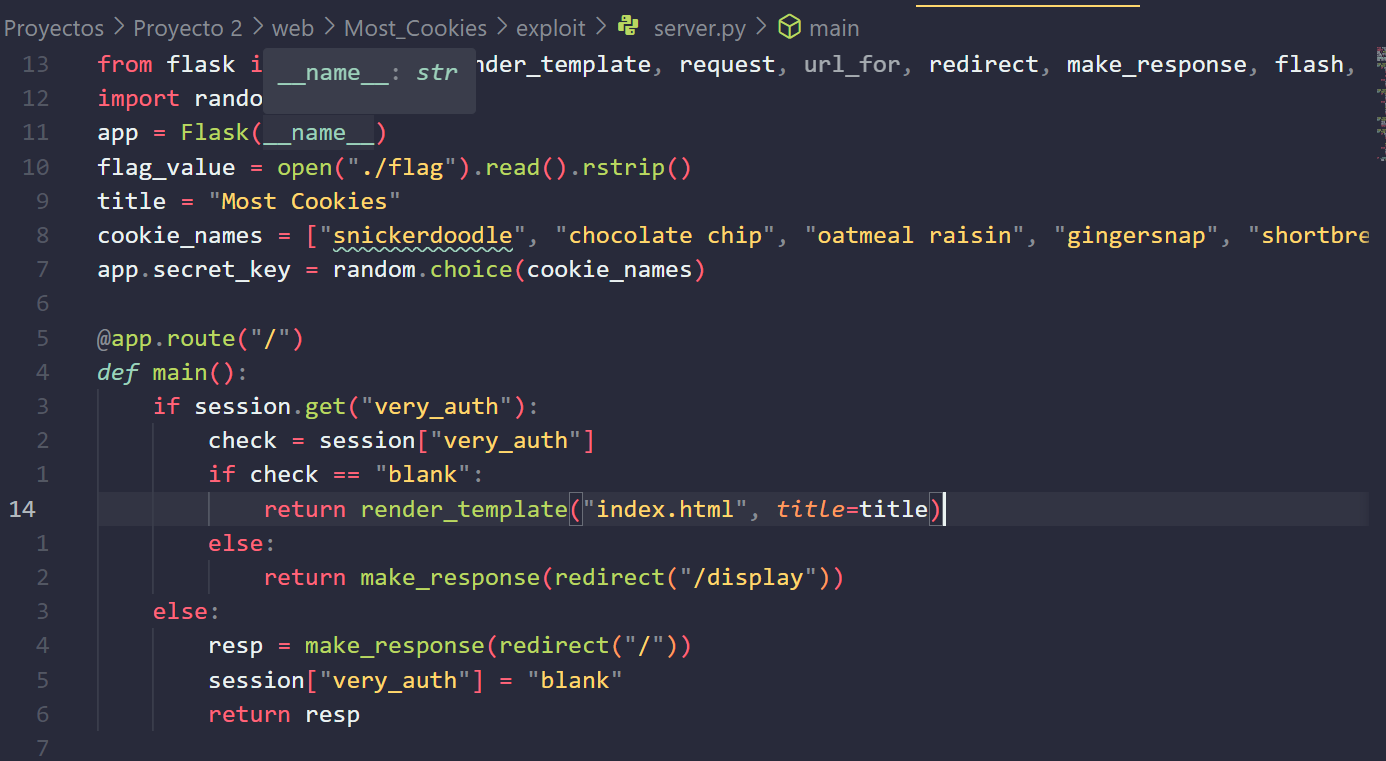 Proyectos > Proyecto 2 > web > Most_Cookies > exploit > server.py > main
13 from flask i nder_template, request, url_for, redirect, make_response, flash,
__name__: str
12 import rando
11 app = Flask(__name__)
10 flag_value = open("./flag").read().rstrip()
9 title = "Most Cookies"
8 cookie_names = ["snickerdoodle", "chocolate chip", "oatmeal raisin", "gingersnap", "shortbre
7 app.secret_key = random.choice(cookie_names)
6
5 @app.route("/")
4 def main():
3 if session.get("very_auth"):
2 check = session["very_auth"]
1 if check == "blank":
14 return render_template("index.html", title=title)
1 else:
2 return make_response(redirect("/display"))
3 else:
4 resp = make_response(redirect("/"))
5 session["very_auth"] = "blank"
6 return resp
7